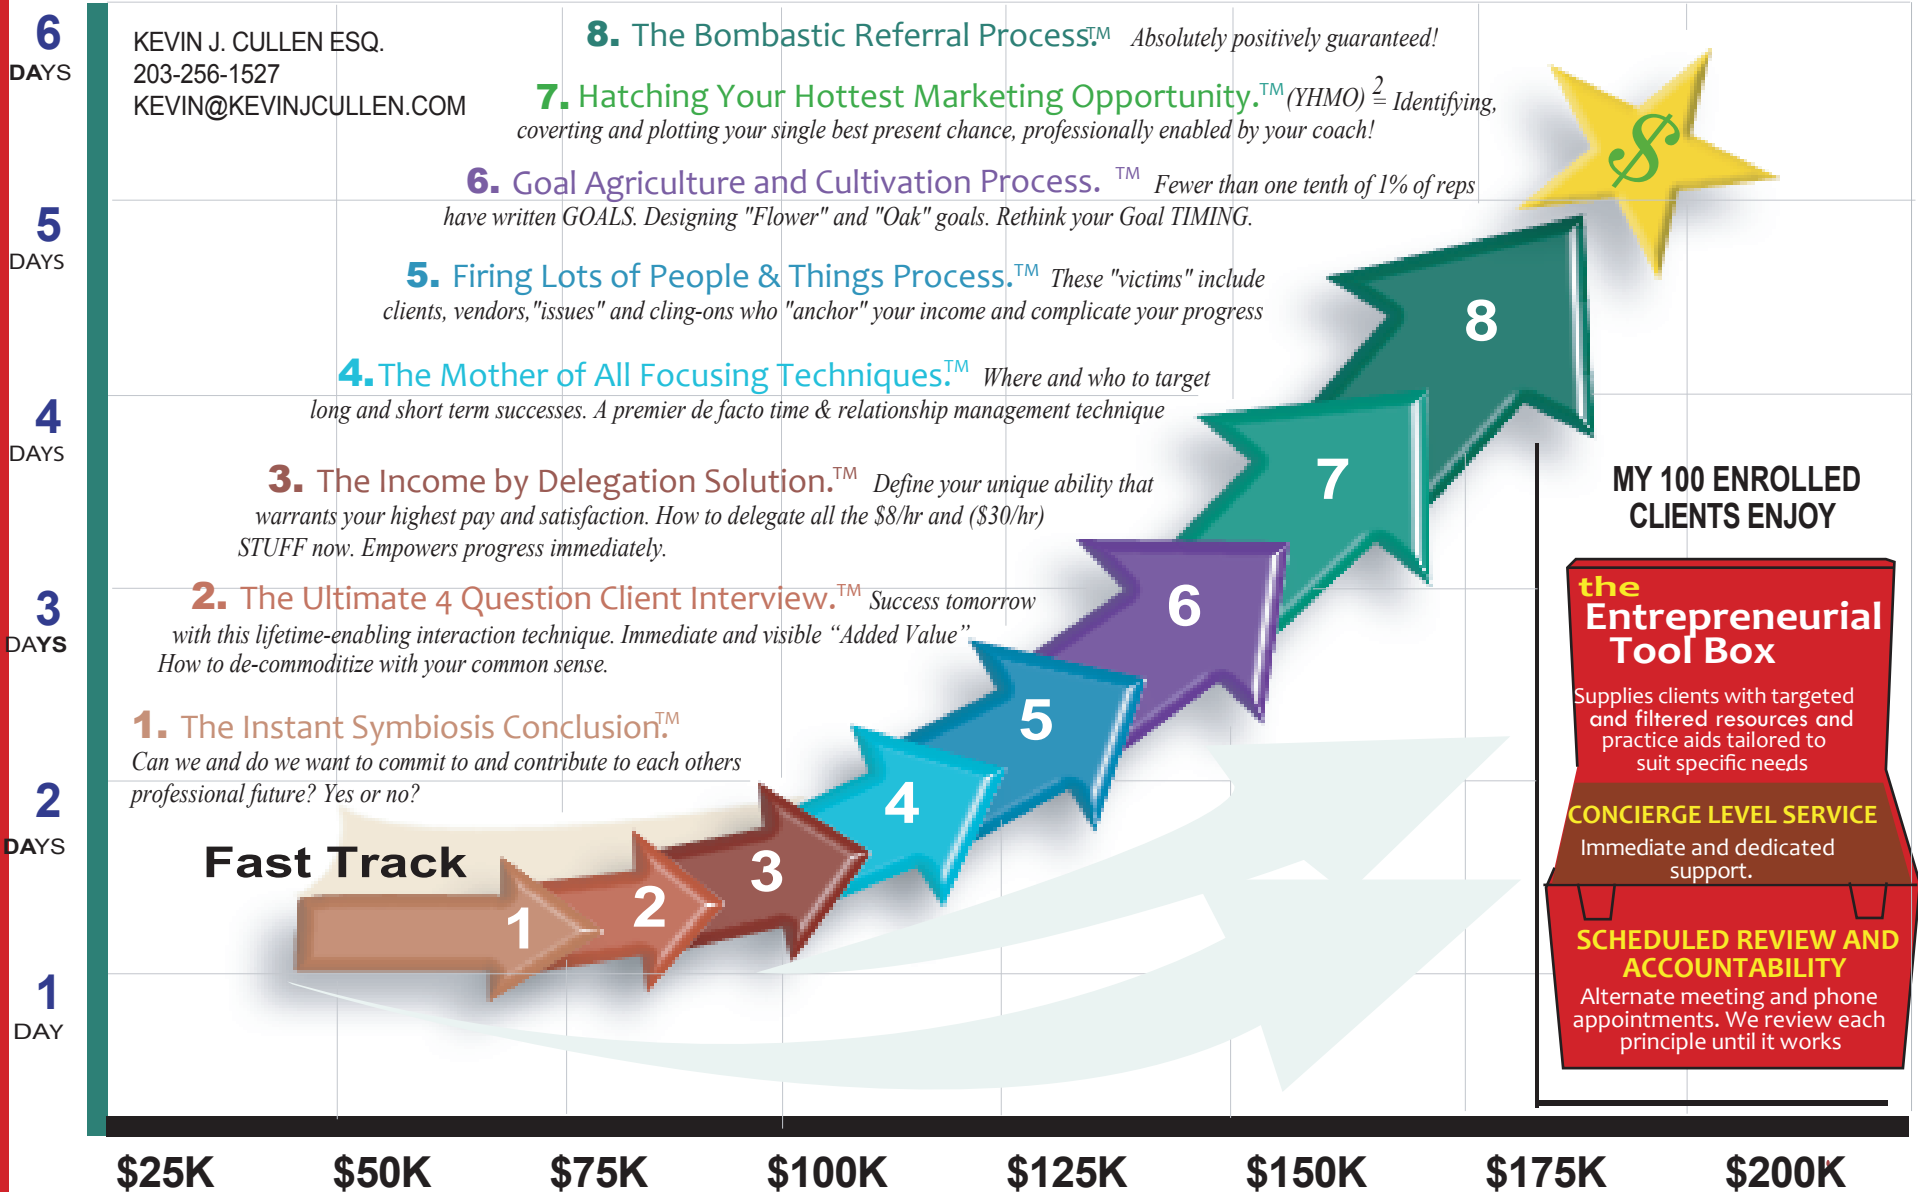 6
DAYS
5
DAYS
4
DAYS
3
DAYS
2
DAYS
1
DAY
KEVIN J. CULLEN ESQ.
203-256-1527
KEVIN@KEVINJCULLEN.COM
8. The Bombastic Referral Process.™ Absolutely positively guaranteed!
7. Hatching Your Hottest Marketing Opportunity.™ (YHMO) 2 = Identifying,
coverting and plotting your single best present chance, professionally enabled by your coach!
6. Goal Agriculture and Cultivation Process. ™ Fewer than one tenth of 1% of reps
have written GOALS. Designing "Flower" and "Oak" goals. Rethink your Goal TIMING.
5. Firing Lots of People & Things Process.™ These "victims" include
clients, vendors,"issues" and cling-ons who "anchor" your income and complicate your progress
4. The Mother of All Focusing Techniques.™ Where and who to target
long and short term successes. A premier de facto time & relationship management technique
3. The Income by Delegation Solution.™ Define your unique ability that
warrants your highest pay and satisfaction. How to delegate all the $8/hr and ($30/hr)
STUFF now. Empowers progress immediately.
2. The Ultimate 4 Question Client Interview.™ Success tomorrow
with this lifetime-enabling interaction technique. Immediate and visible “Added Value”
How to de-commoditize with your common sense.
1. The Instant Symbiosis Conclusion.™
Can we and do we want to commit to and contribute to each others
professional future? Yes or no?
Fast Track
1
2
3
4
5
6
7
8
$
MY 100 ENROLLED
CLIENTS ENJOY
the
Entrepreneurial
Tool Box
Supplies clients with targeted
and filtered resources and
practice aids tailored to
suit specific needs
CONCIERGE LEVEL SERVICE
Immediate and dedicated
support.
SCHEDULED REVIEW AND
ACCOUNTABILITY
Alternate meeting and phone
appointments. We review each
principle until it works
$25K $50K $75K $100K $125K $150K $175K $200K